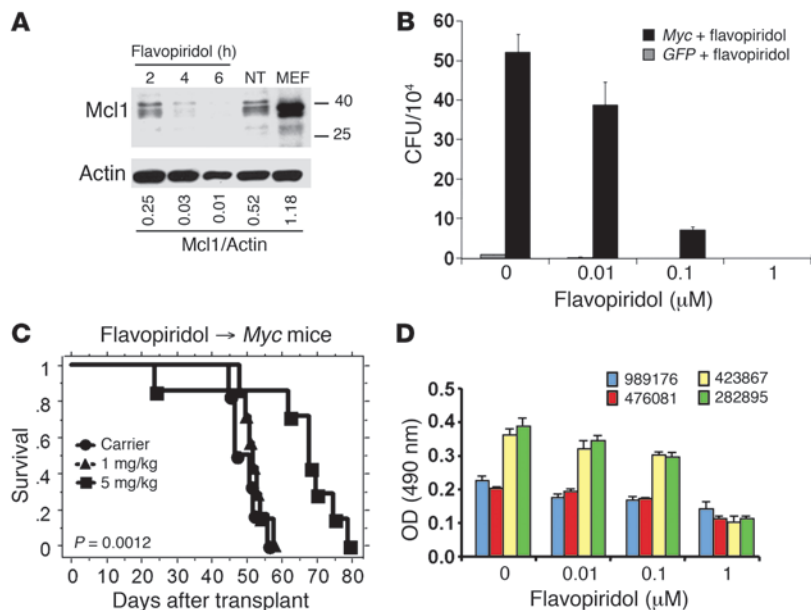 A
Flavopiridol (h)
2 4 6 NT MEF
Mcl1
40
25
Actin
0.25 0.03 0.01 0.52 1.18
Mcl1/Actin
B
Myc + flavopiridol
GFP + flavopiridol
CFU/10⁴
60
50
40
30
20
10
0
0 0.01 0.1 1
Flavopiridol (μM)
C
Flavopiridol → Myc mice
Survival
1
.8
.6
.4
.2
0
Carrier
1 mg/kg
5 mg/kg
P = 0.0012
0 10 20 30 40 50 60 70 80
Days after transplant
D
989176 423867
476081 282895
OD (490 nm)
0.5
0.4
0.3
0.2
0.1
0.0
0 0.01 0.1 1
Flavopiridol (μM)